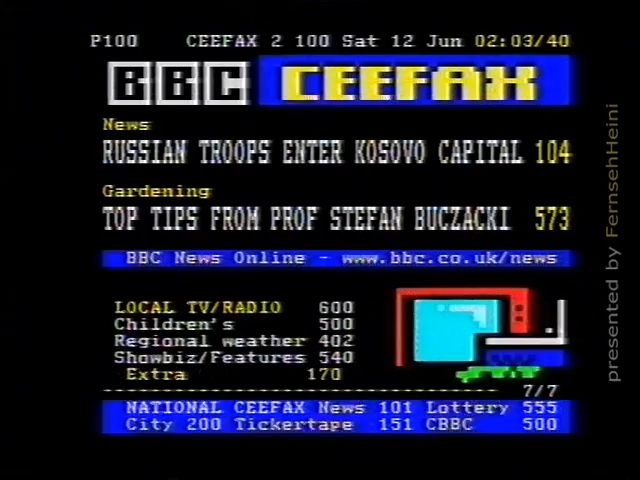 P100 CEEFAX 2 100 Sat 12 Jun 02:03/40
BBC CEEFAX
News
RUSSIAN TROOPS ENTER KOSOVO CAPITAL 104
Gardening
TOP TIPS FROM PROF STEFAN BUCZACKI 573
BBC News Online - www.bbc.co.uk/news
LOCAL TV/RADIO 600
Children's 500
Regional weather 402
Showbiz/Features 540
Extra 170
7/7
NATIONAL CEEFAX News 101 Lottery 555
City 200 Tickertape 151 CBBC 500
presented by FernsehHeini